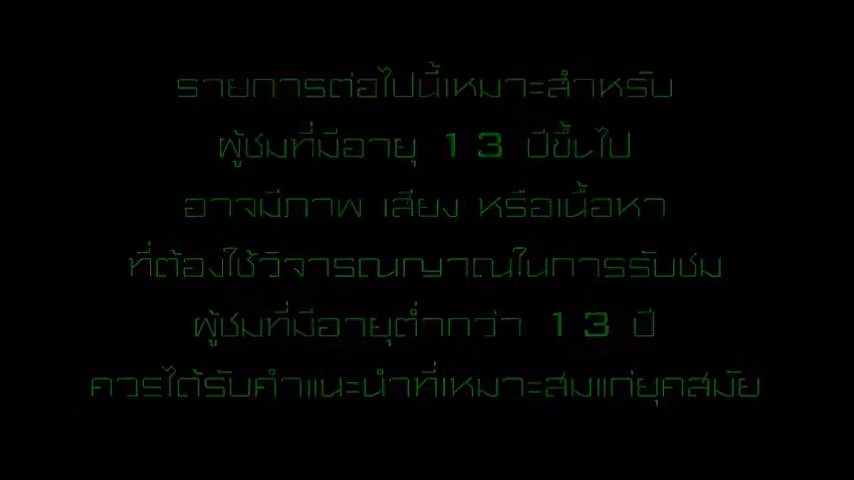 รายการต่อไปนี้เหมาะสำหรับ
ผู้ชมที่มีอายุ 13 ปีขึ้นไป
อาจมีภาพ เสียง หรือเนื้อหา
ที่ต้องใช้วิจารณญาณในการรับชม
ผู้ชมที่มีอายุต่ำกว่า 13 ปี
ควรได้รับคำแนะนำที่เหมาะสมแก่ยุคสมัย